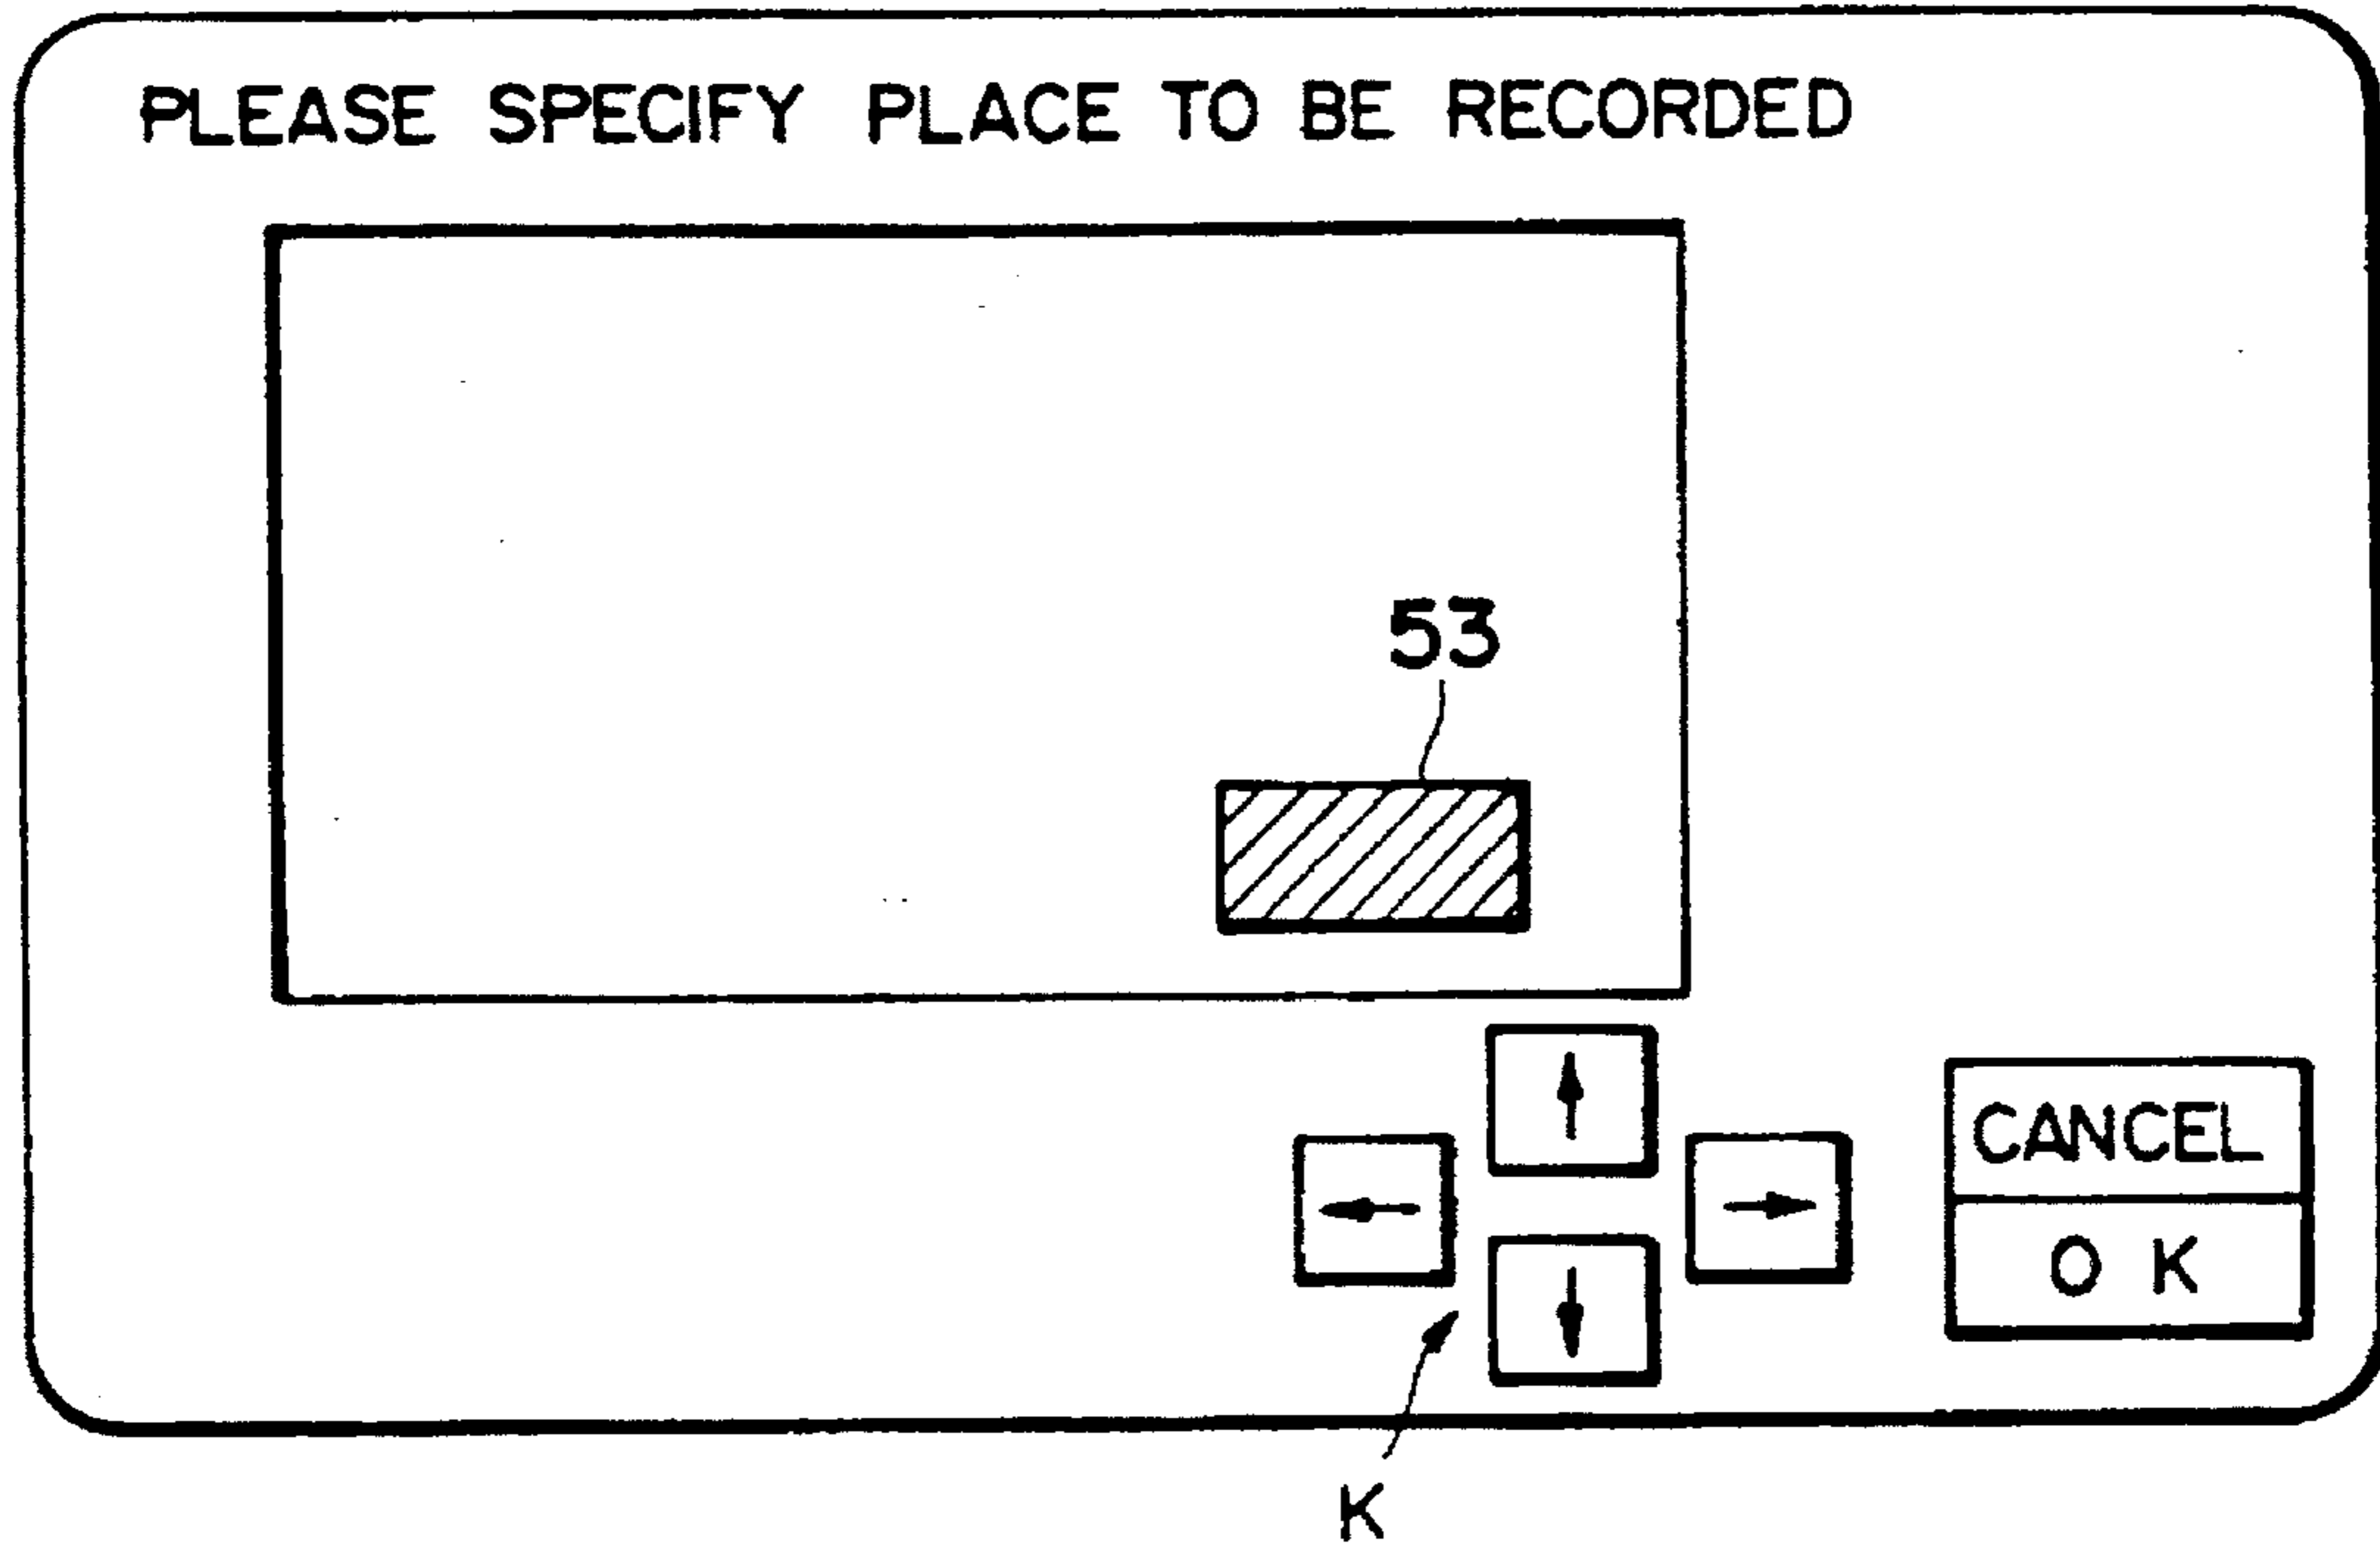 PLEASE SPECIFY PLACE TO BE RECORDED
53
CANCEL
O K
K